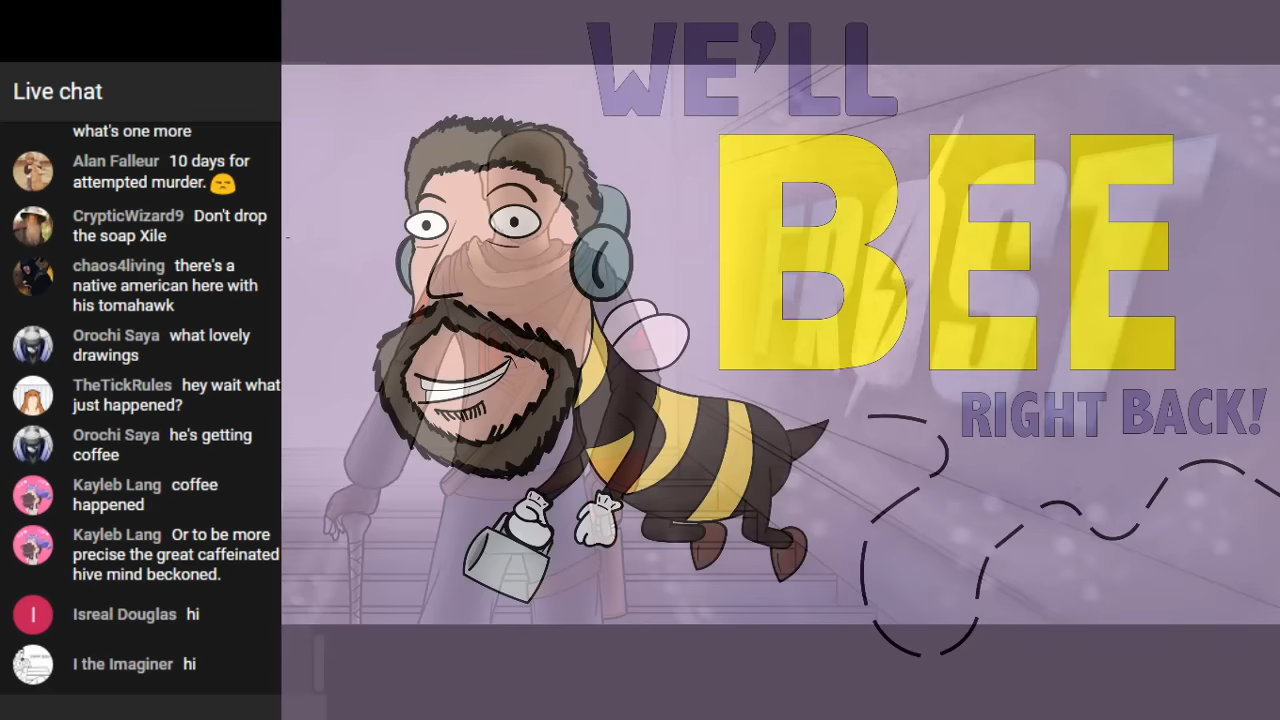 Live chat
what's one more
Alan Falleur 10 days for
attempted murder.
CrypticWizard9 Don't drop
the soap Xile
chaos4living there's a
native american here with
his tomahawk
Orochi Saya what lovely
drawings
TheTickRules hey wait what
just happened?
Orochi Saya he's getting
coffee
Kayleb Lang coffee
happened
Kayleb Lang Or to be more
precise the great caffeinated
hive mind beckoned.
I
Isreal Douglas hi
I the Imaginer hi
WE'LL
BEE
RIGHT BACK!